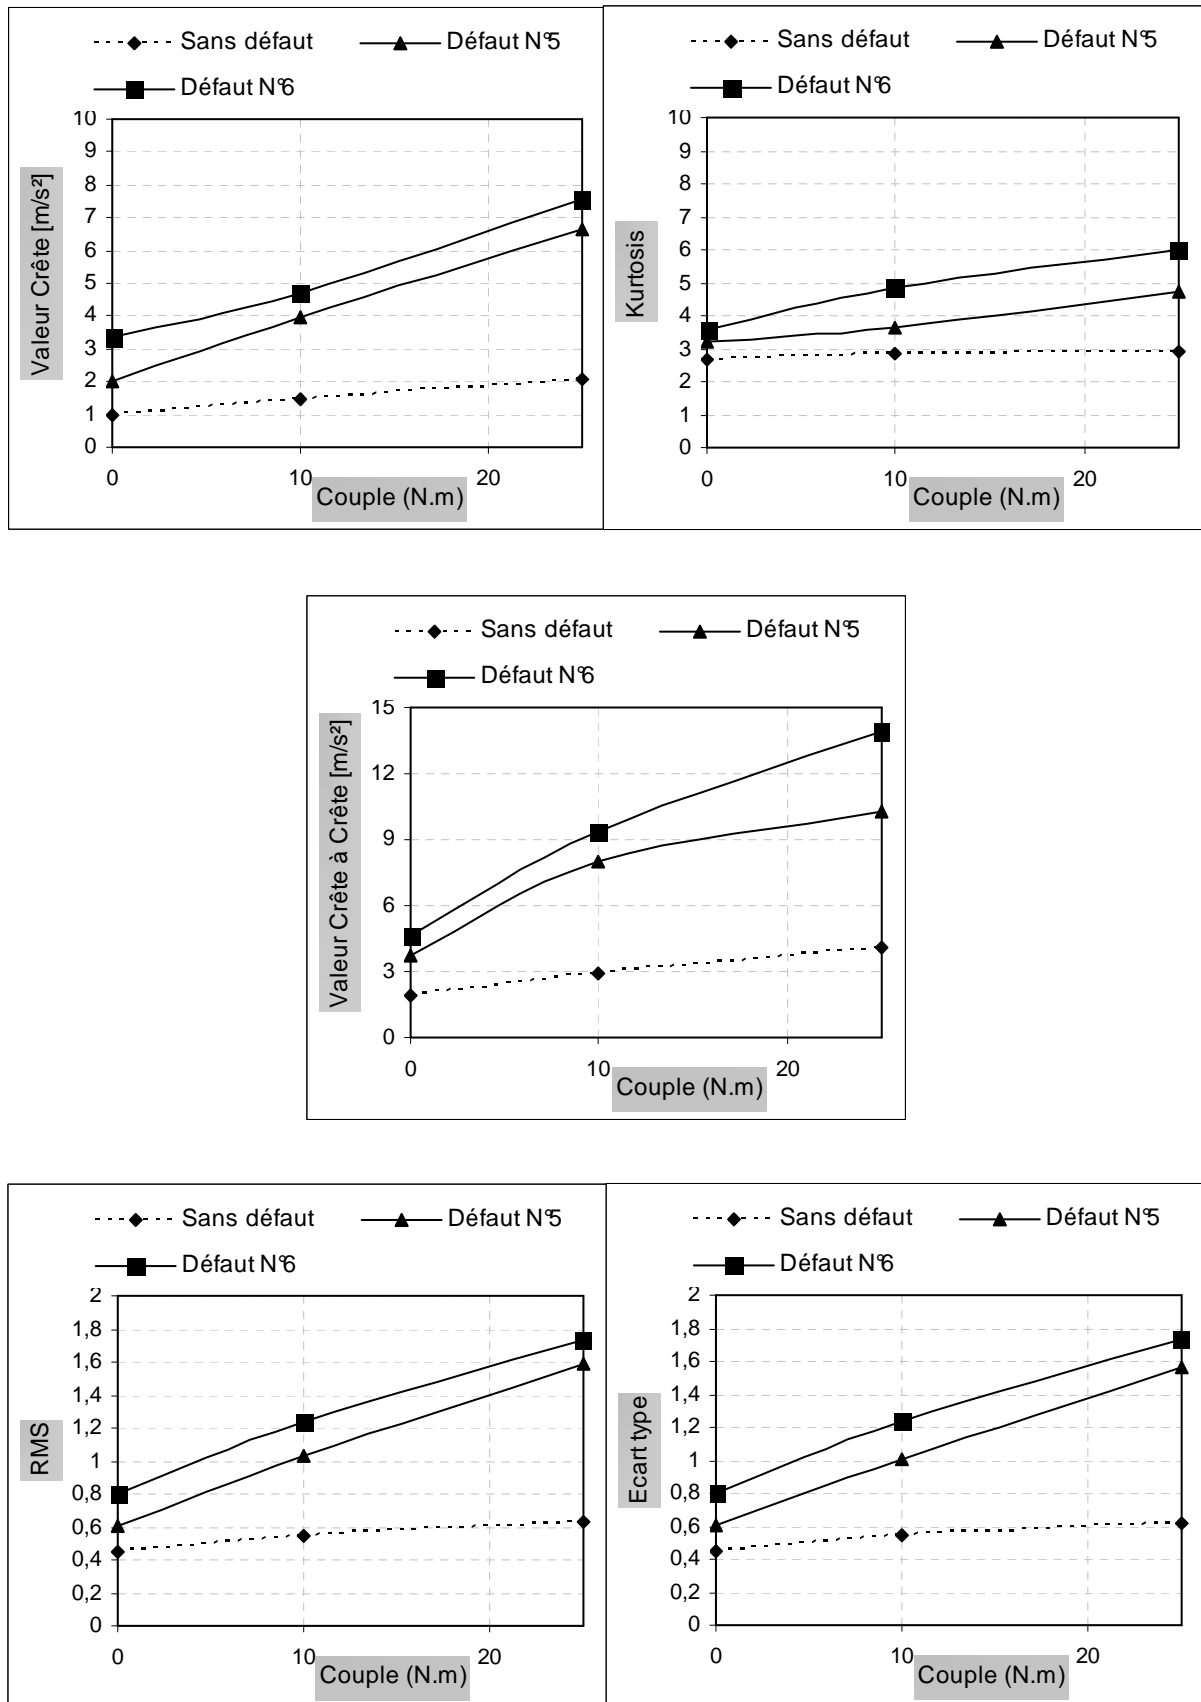 Sans défaut Défaut N°5
Défaut N°6
Valeur Crête [m/s²]
10
9
8
7
6
5
4
3
2
1
0
0 10 20
Couple (N.m)
Sans défaut Défaut N°5
Défaut N°6
Kurtosis
10
9
8
7
6
5
4
3
2
1
0
0 10 20
Couple (N.m)
Sans défaut Défaut N°5
Défaut N°6
Valeur Crête à Crête [m/s²]
15
12
9
6
3
0
0 10 20
Couple (N.m)
Sans défaut Défaut N°5
Défaut N°6
RMS
2
1,8
1,6
1,4
1,2
1
0,8
0,6
0,4
0,2
0
0 10 20
Couple (N.m)
Sans défaut Défaut N°5
Défaut N°6
Ecart type
2
1,8
1,6
1,4
1,2
1
0,8
0,6
0,4
0,2
0
0 10 20
Couple (N.m)